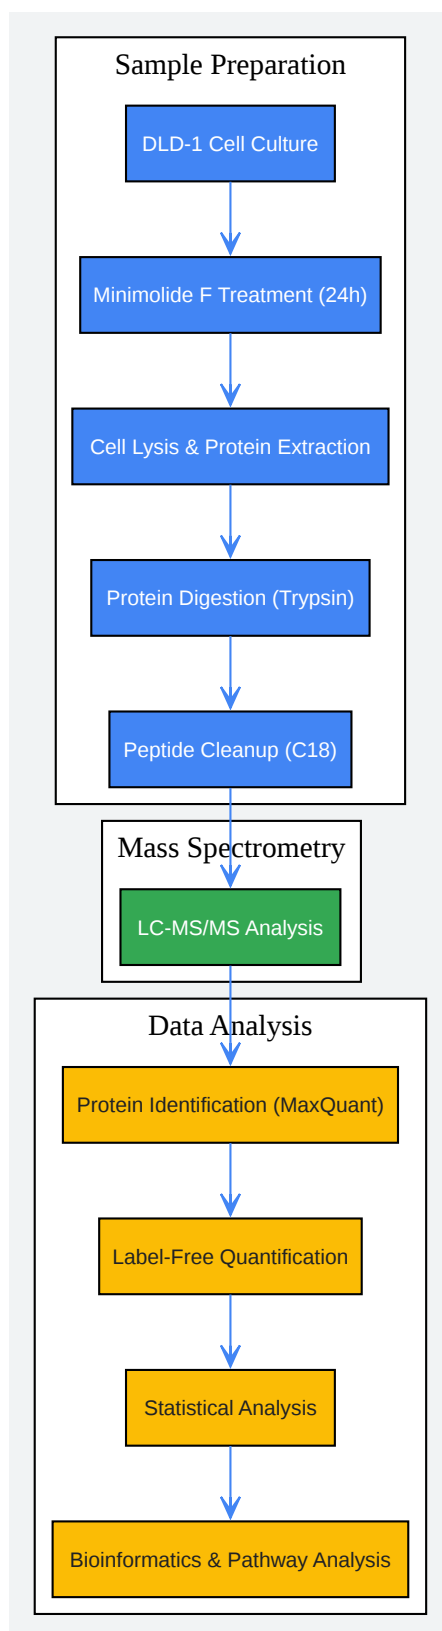 Sample Preparation
DLD-1 Cell Culture
Minimolide F Treatment (24h)
Cell Lysis & Protein Extraction
Protein Digestion (Trypsin)
Peptide Cleanup (C18)
Mass Spectrometry
LC-MS/MS Analysis
Data Analysis
Protein Identification (MaxQuant)
Label-Free Quantification
Statistical Analysis
Bioinformatics & Pathway Analysis